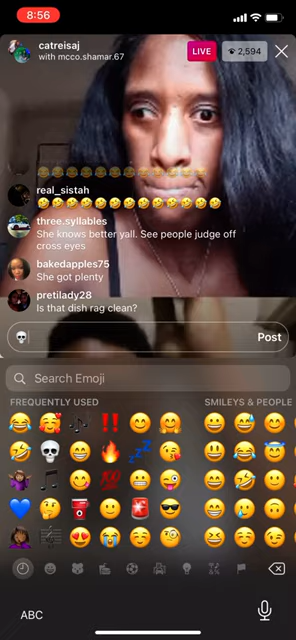 8:56
catreisaj
with mcco.shamar.67
LIVE
2,594
😂😂😂😂😂😂😂😂😂😂😂😂
real_sistah
🤣🤣🤣🤣🤣🤣🤣🤣🤣🤣🤣🤣🤣
three.syllables
She knows better yall. See people judge off
cross eyes
bakedapples75
She got plenty
pretilady28
Is that dish rag clean?
💀
Post
Search Emoji
FREQUENTLY USED
SMILEYS & PEOPLE
ABC